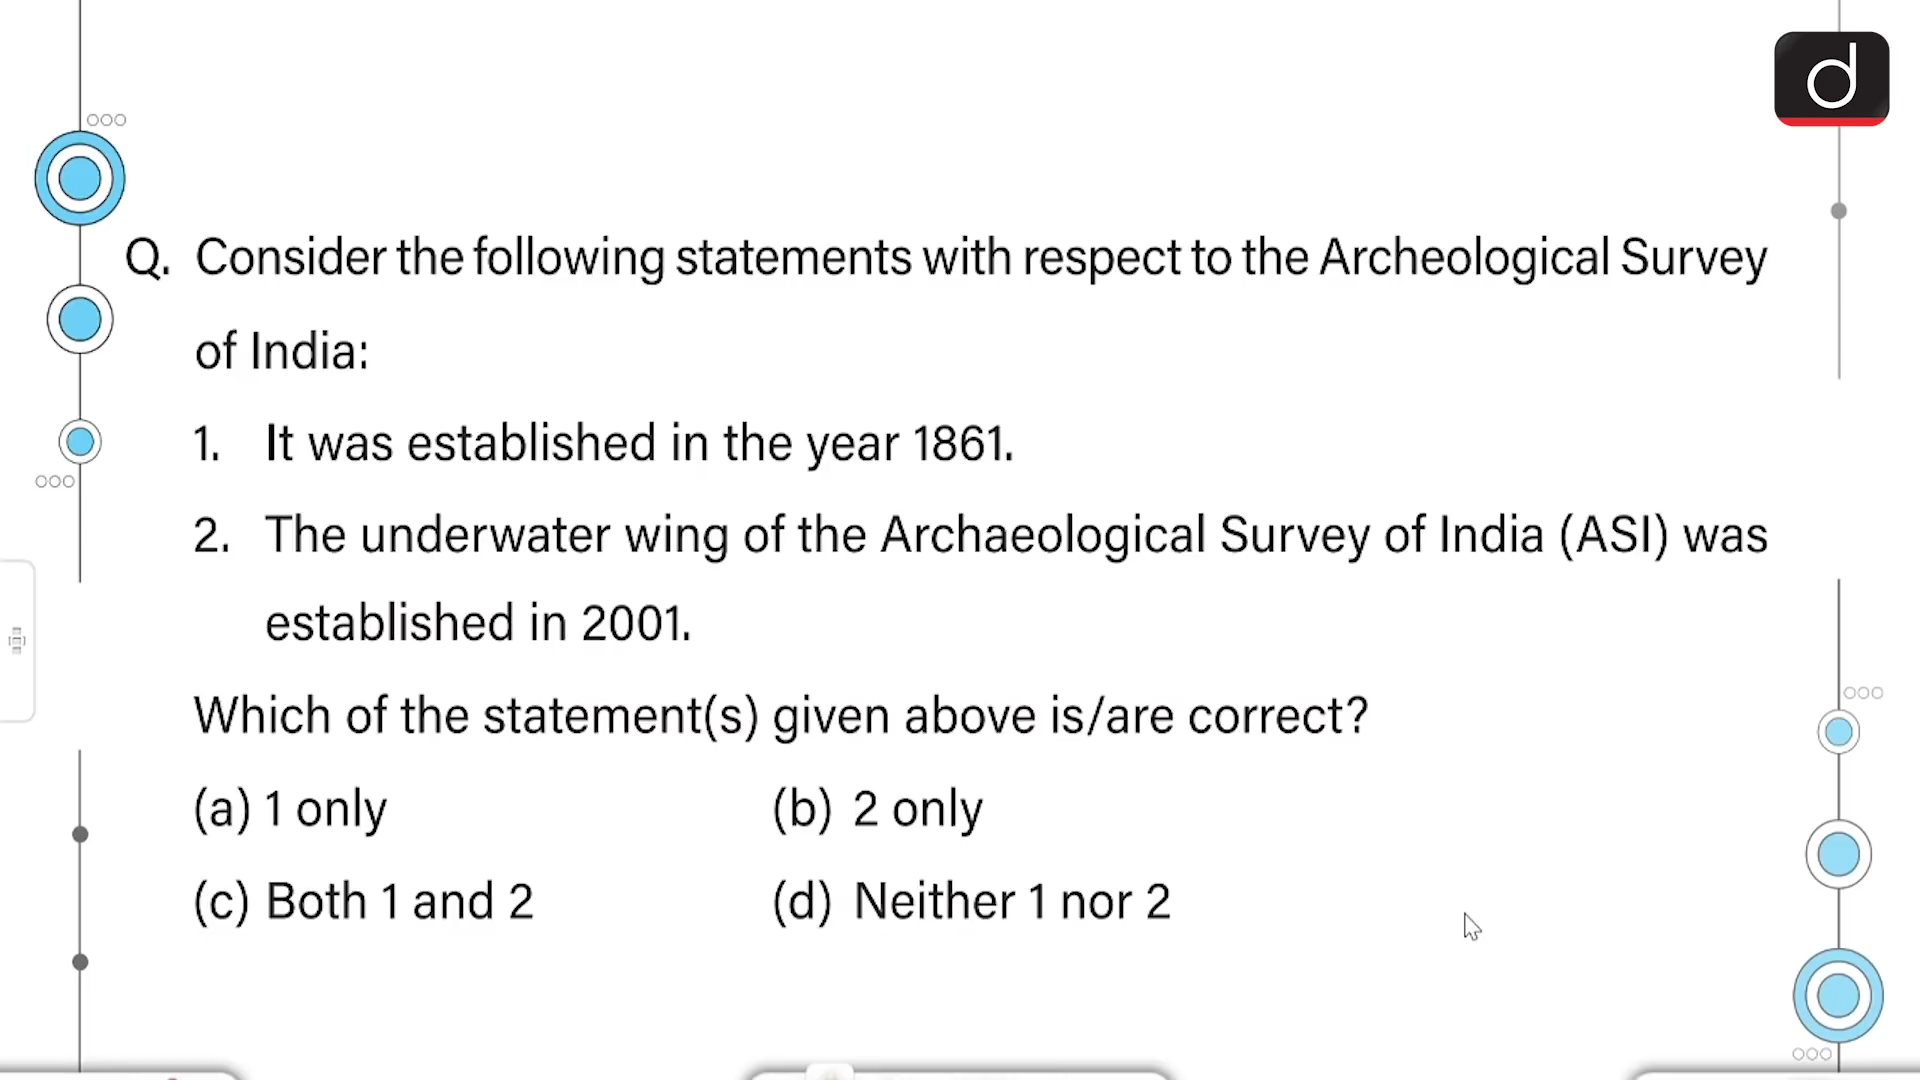 d
Q. Consider the following statements with respect to the Archeological Survey
of India:
1. It was established in the year 1861.
2. The underwater wing of the Archaeological Survey of India (ASI) was
established in 2001.
Which of the statement(s) given above is/are correct?
(a) 1 only (b) 2 only
(c) Both 1 and 2 (d) Neither 1 nor 2